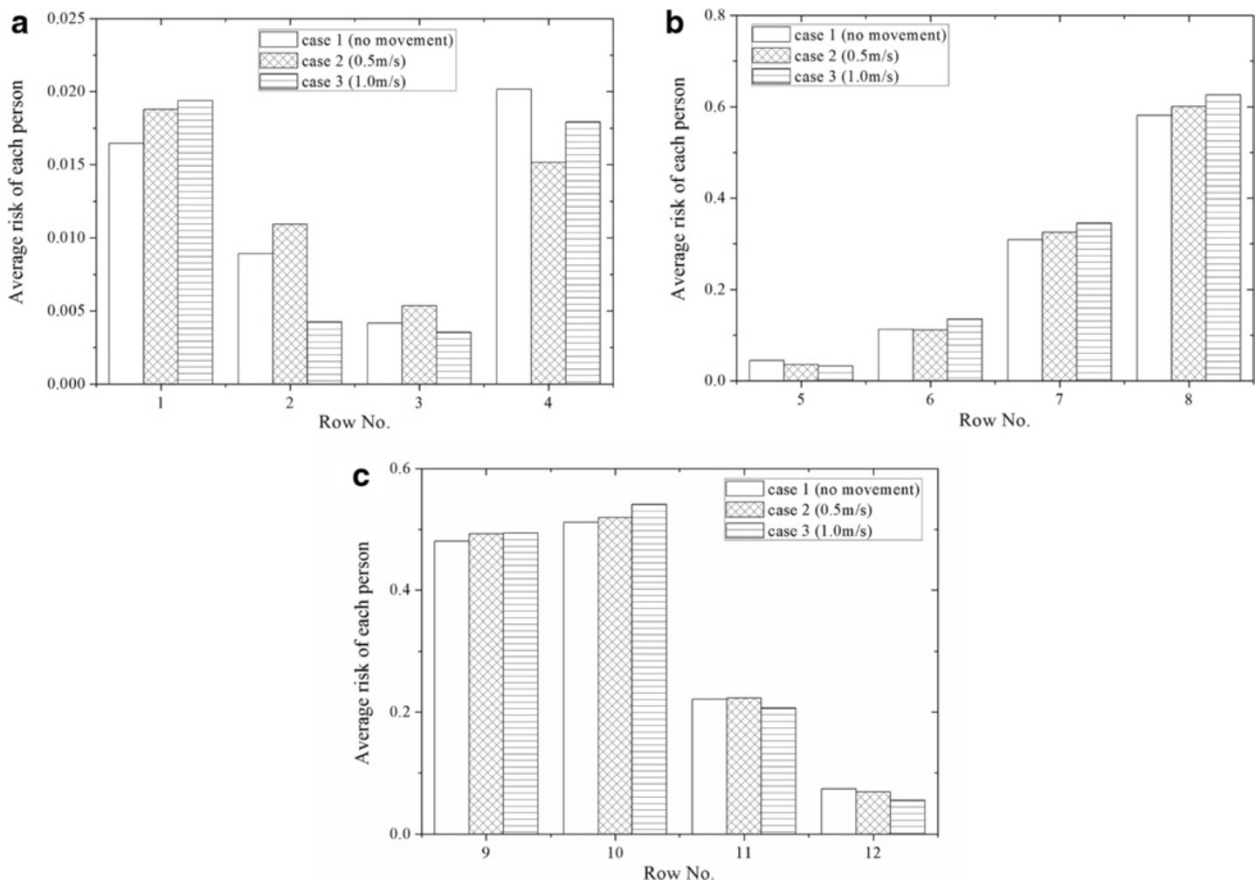 a
0.025
0.020
0.015
0.010
0.005
0.000
Average risk of each person
case 1 (no movement)
case 2 (0.5m/s)
case 3 (1.0m/s)
1 2 3 4
Row No.
b
0.8
0.6
0.4
0.2
0.0
Average risk of each person
case 1 (no movement)
case 2 (0.5m/s)
case 3 (1.0m/s)
5 6 7 8
Row No.
c
0.6
0.4
0.2
0.0
Average risk of each person
case 1 (no movement)
case 2 (0.5m/s)
case 3 (1.0m/s)
9 10 11 12
Row No.